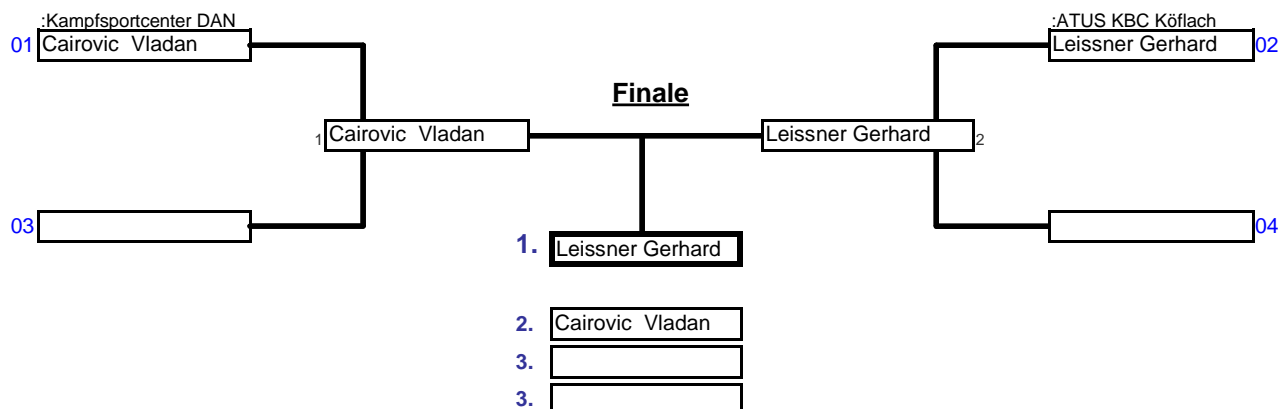 :Kampfsportcenter DAN
:ATUS KBC Köflach
01 Cairovic Vladan
Leissner Gerhard 02
Finale
1 Cairovic Vladan
Leissner Gerhard 2
03
04
1. Leissner Gerhard
2. Cairovic Vladan
3.
3.